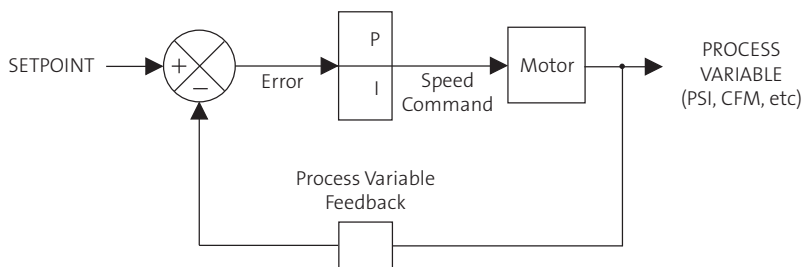 SETPOINT
+
−
Error
P
I
Speed
Command
Motor
PROCESS
VARIABLE
(PSI, CFM, etc)
Process Variable
Feedback